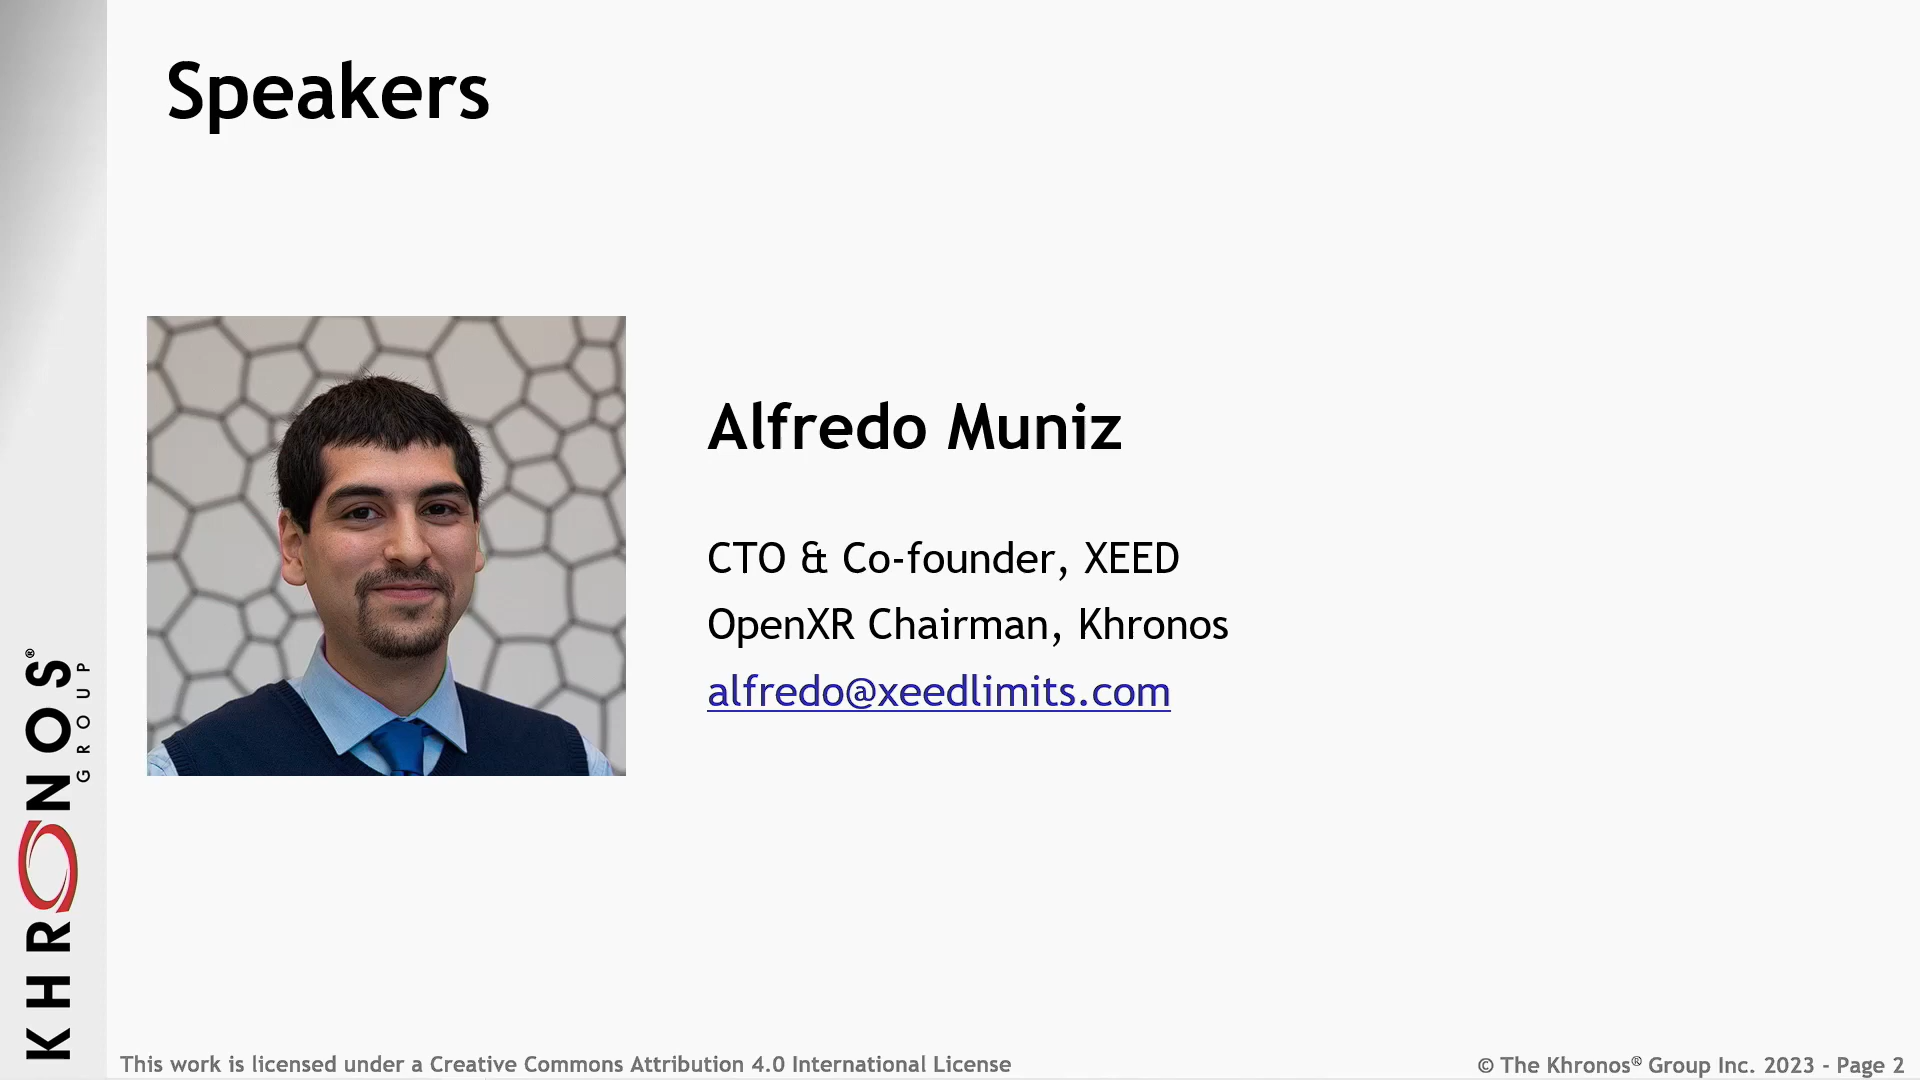 Speakers
Alfredo Muniz
CTO & Co-founder, XEED
OpenXR Chairman, Khronos
alfredo@xeedlimits.com
KHRONOS®
GROUP
This work is licensed under a Creative Commons Attribution 4.0 International License
© The Khronos® Group Inc. 2023 - Page 2